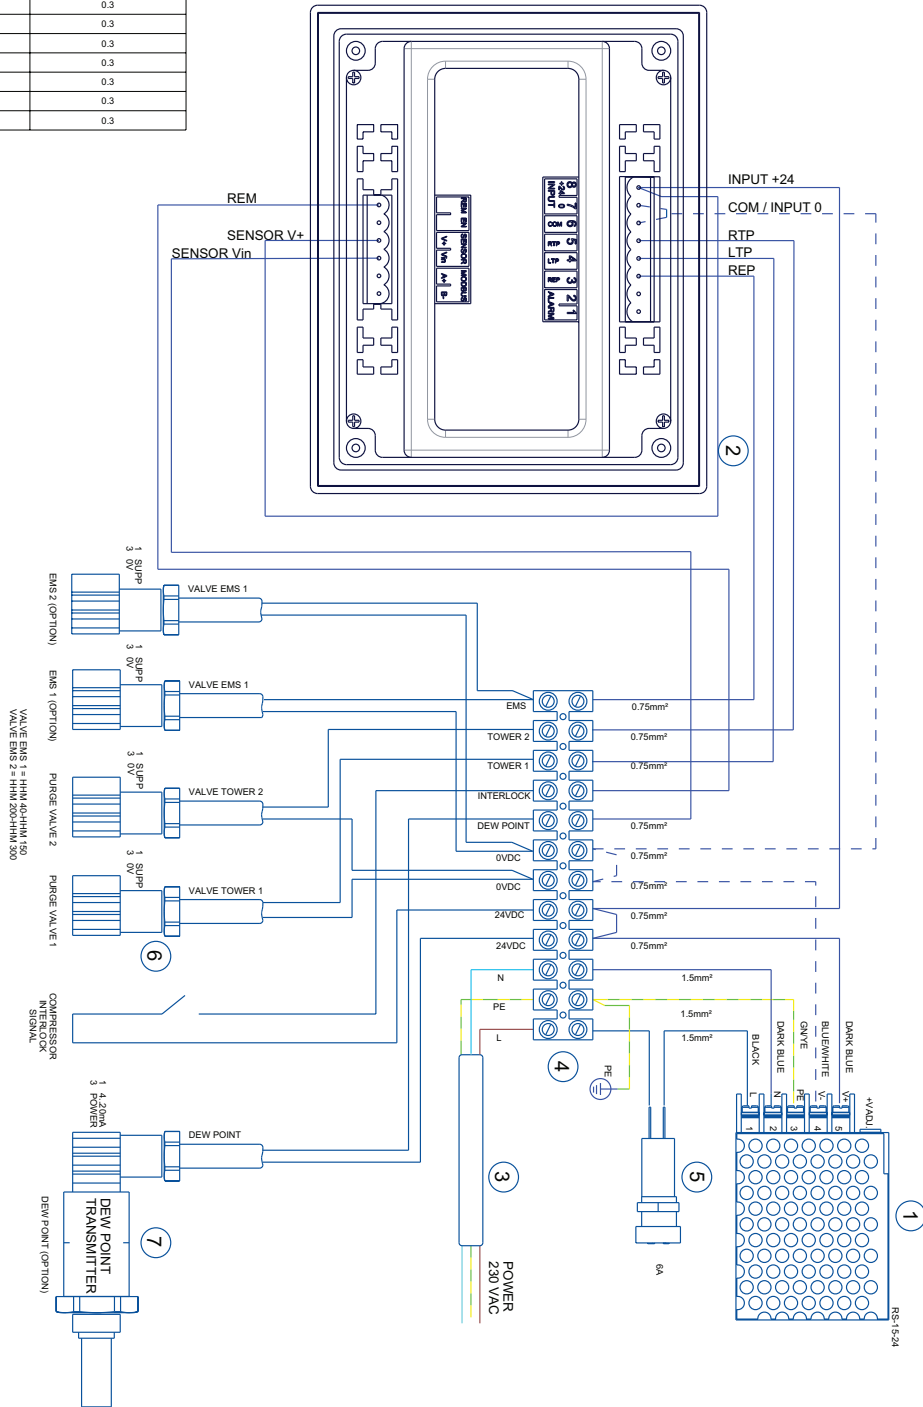 0.3
0.3
0.3
0.3
0.3
0.3
0.3
REM
SENSOR V+
SENSOR Vin
INPUT +24
COM / INPUT 0
RTP
LTP
REP
REM EN
SENSOR
MODBUS
V+
Vin
A+
B-
8
7
6
5
4
3
2
1
+24
0
INPUT
COM
RTP
LTP
REP
ALARM
2
1 SUPP
3 0V
VALVE EMS 1
EMS 2 (OPTION)
1 SUPP
3 0V
VALVE EMS 1
EMS 1 (OPTION)
VALVE EMS 1 = HHM 40-HHM 150
VALVE EMS 2 = HHM 200-HHM 300
1 SUPP
3 0V
VALVE TOWER 2
PURGE VALVE 2
1 SUPP
3 0V
VALVE TOWER 1
PURGE VALVE 1
6
COMPRESSOR
INTERLOCK
SIGNAL
1 4..20mA
3 POWER
DEW POINT
DEW POINT
TRANSMITTER
DEW POINT (OPTION)
7
EMS
TOWER 2
TOWER 1
INTERLOCK
DEW POINT
0VDC
0VDC
24VDC
24VDC
N
PE
L
0.75mm²
0.75mm²
0.75mm²
0.75mm²
0.75mm²
0.75mm²
0.75mm²
1.5mm²
1.5mm²
1.5mm²
4
PE
3
POWER
230 VAC
5
6A
BLACK
DARK BLUE
GN/YE
BLUE/WHITE
DARK BLUE
L
N
PE
V-
V+
+VADJ.
1
2
3
4
5
1
RS-15-24